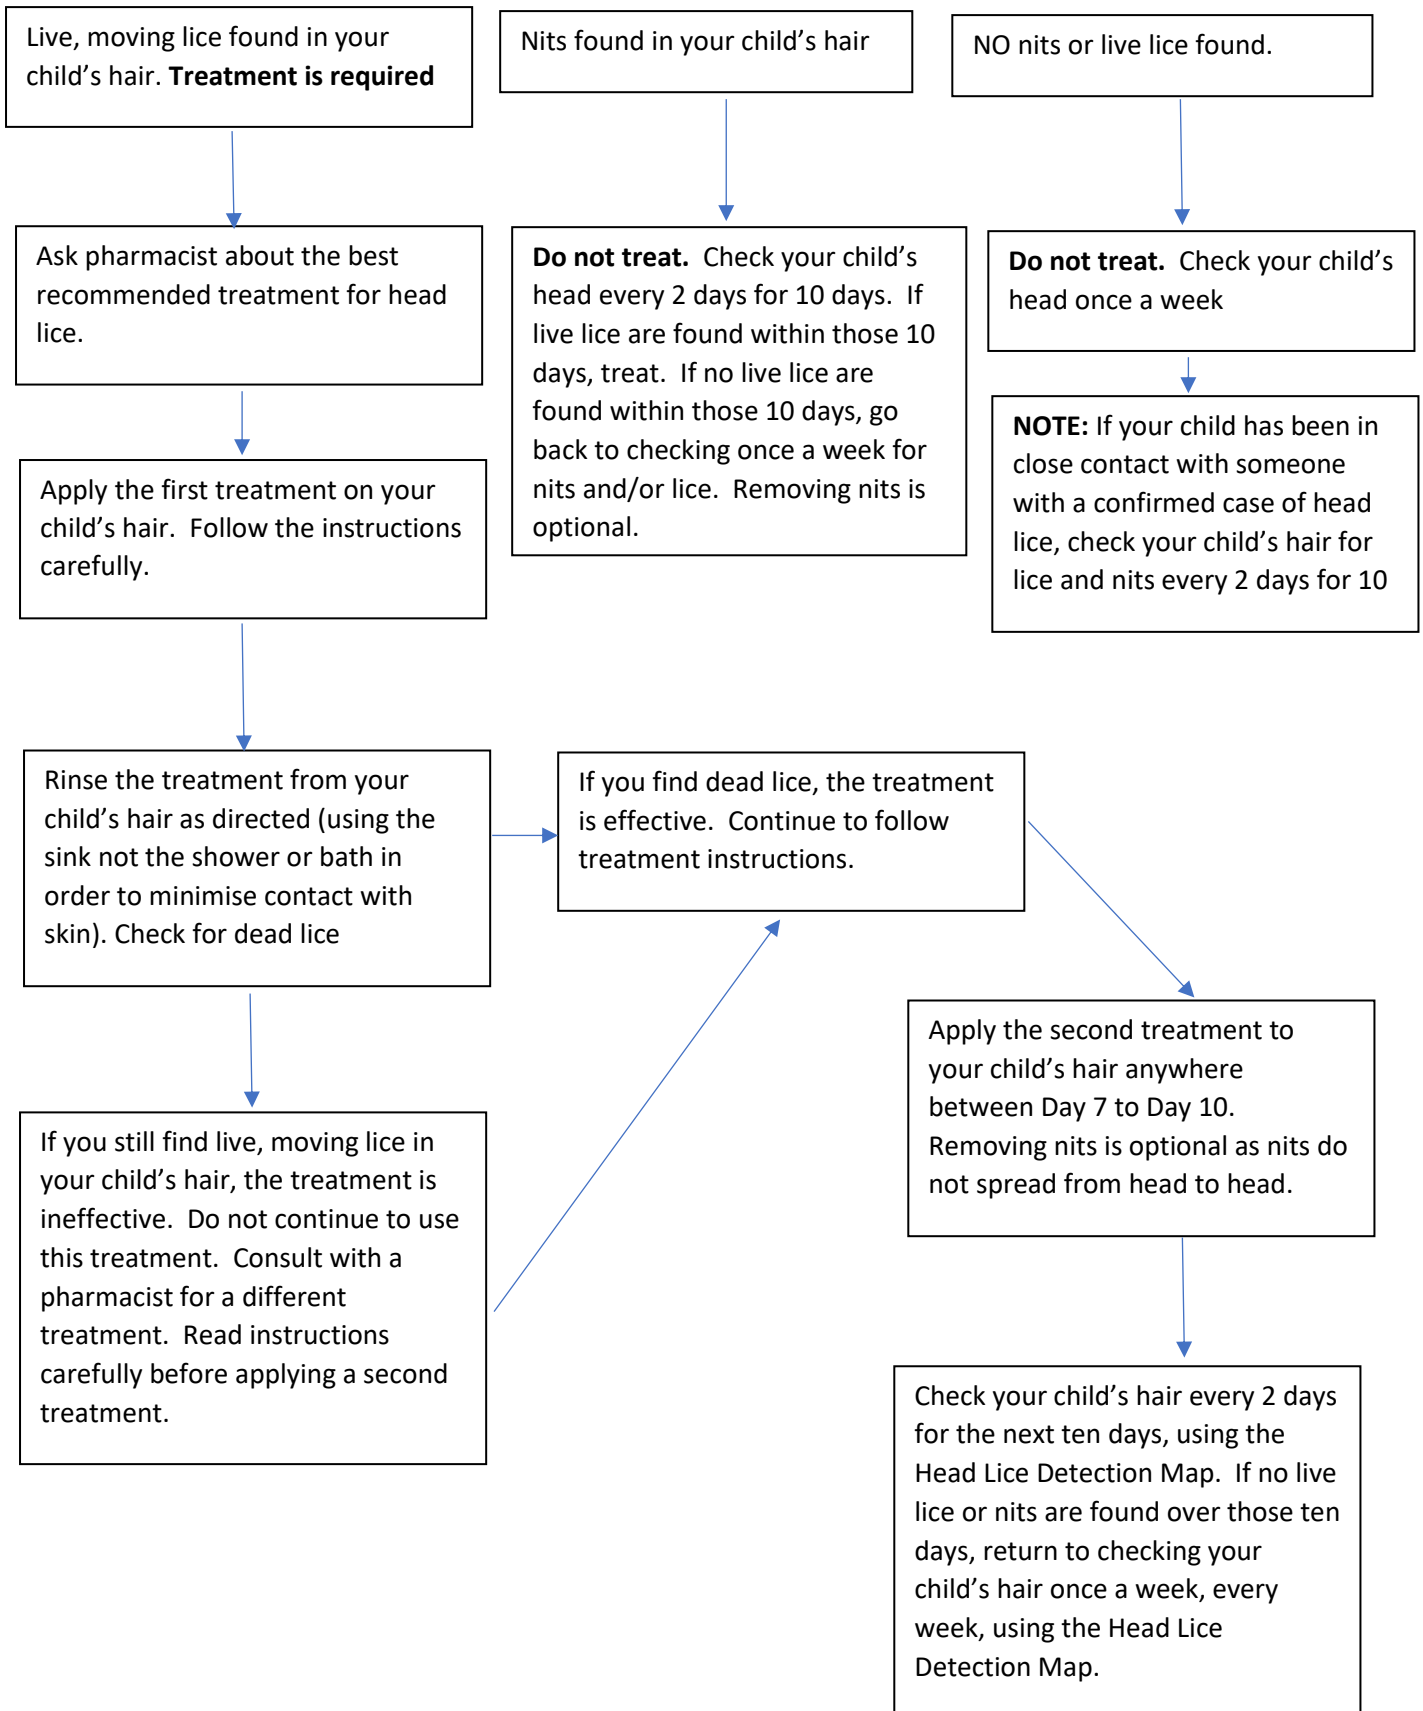 Live, moving lice found in your
child’s hair. Treatment is required
Nits found in your child’s hair
NO nits or live lice found.
Ask pharmacist about the best
recommended treatment for head
lice.
Do not treat.  Check your child’s
head every 2 days for 10 days.  If
live lice are found within those 10
days, treat.  If no live lice are
found within those 10 days, go
back to checking once a week for
nits and/or lice.  Removing nits is
optional.
Do not treat.  Check your child’s
head once a week
NOTE: If your child has been in
close contact with someone
with a confirmed case of head
lice, check your child’s hair for
lice and nits every 2 days for 10
Apply the first treatment on your
child’s hair.  Follow the instructions
carefully.
Rinse the treatment from your
child’s hair as directed (using the
sink not the shower or bath in
order to minimise contact with
skin). Check for dead lice
If you find dead lice, the treatment
is effective.  Continue to follow
treatment instructions.
If you still find live, moving lice in
your child’s hair, the treatment is
ineffective.  Do not continue to use
this treatment.  Consult with a
pharmacist for a different
treatment.  Read instructions
carefully before applying a second
treatment.
Apply the second treatment to
your child’s hair anywhere
between Day 7 to Day 10.
Removing nits is optional as nits do
not spread from head to head.
Check your child’s hair every 2 days
for the next ten days, using the
Head Lice Detection Map.  If no live
lice or nits are found over those ten
days, return to checking your
child’s hair once a week, every
week, using the Head Lice
Detection Map.